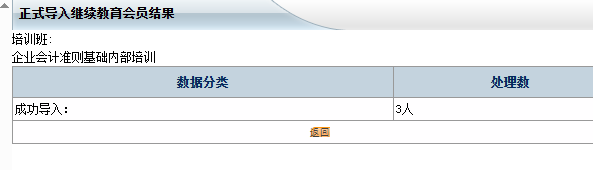 正式导入继续教育会员结果
培训班：
企业会计准则基础内部培训
数据分类 处理数
成功导入： 3人
返回